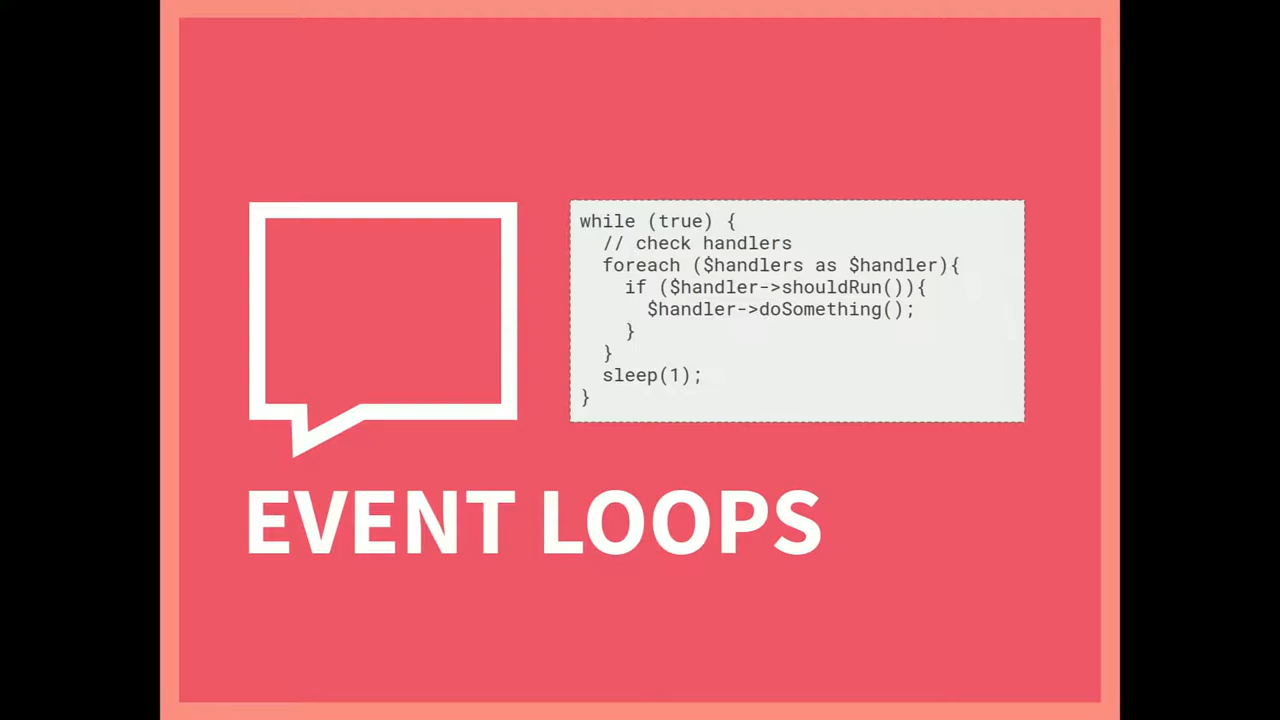 while (true) {
  // check handlers
  foreach ($handlers as $handler){
    if ($handler->shouldRun()){
      $handler->doSomething();
    }
  }
  sleep(1);
}
EVENT LOOPS